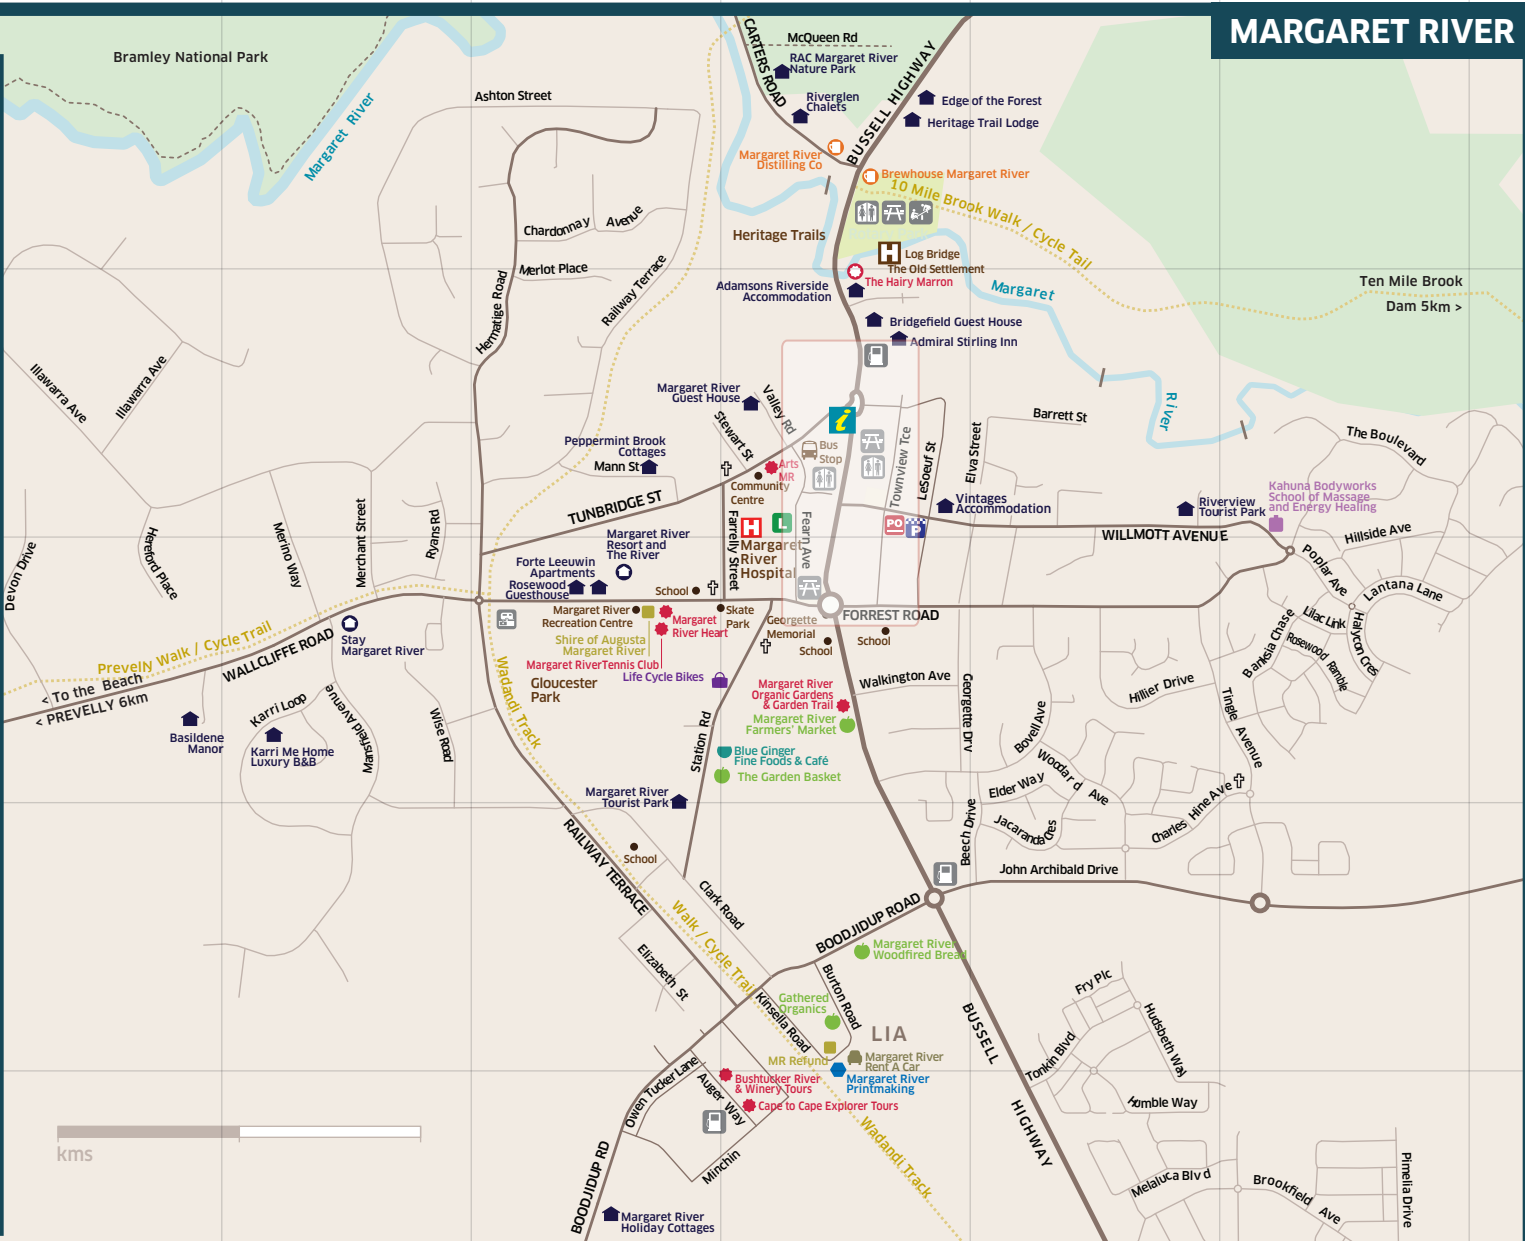 MARGARET RIVER
Bramley National Park
Margaret River
Ashton Street
CARTERS ROAD
McQueen Rd
RAC Margaret River
Nature Park
Riverglen
Chalets
BUSSELL HIGHWAY
Edge of the Forest
Heritage Trail Lodge
Margaret River
Distilling Co
Brewhouse Margaret River
10 Mile Brook Walk / Cycle Tail
Chardonnay Avenue
Merlot Place
Hermatige Road
Railway Terrace
Heritage Trails
H
Log Bridge
The Old Settlement
The Hairy Marron
Adamsons Riverside
Accommodation
Margaret
River
Ten Mile Brook
Dam 5km >
Bridgefield Guest House
Admiral Stirling Inn
Illawarra Ave
Illawarra Ave
Margaret River
Guest House
Valley Rd
Stewart St
Peppermint Brook
Cottages
Mann St
i
Bus
Stop
Arts
MR
Community
Centre
Townview Tce
LeSoeuf St
Elva Street
Barrett St
The Boulevard
Vintages
Accommodation
Riverview
Tourist Park
Kahuna Bodyworks
School of Massage
and Energy Healing
TUNBRIDGE ST
Farrelly Street
H
L
Margaret
River
Hospital
Fearn Ave
PO
P
WILLMOTT AVENUE
Hillside Ave
Poplar Ave
Lantana Lane
Lilac Link
Halycon Cres
Banksia Chase
Rosewood Ramble
Devon Drive
Hereford Place
Merino Way
Merchant Street
Ryans Rd
Margaret River
Resort and
The River
Forte Leeuwin
Apartments
Rosewood
Guesthouse
School
Margaret River
Recreation Centre
Margaret
River Heart
Skate
Park
Georgette
Memorial
School
School
FORREST ROAD
Shire of Augusta
Margaret River
Margaret RiverTennis Club
Life Cycle Bikes
Gloucester
Park
Prevelly Walk / Cycle Trail
WALLCLIFFE ROAD
Stay
Margaret River
< To the Beach
< PREVELLY 6km
Basildene
Manor
Karri Loop
Karri Me Home
Luxury B&B
Mansfield Avenue
Wise Road
Wadandi Track
Station Rd
Margaret River
Organic Gardens
& Garden Trail
Margaret River
Farmers' Market
Blue Ginger
Fine Foods & Café
The Garden Basket
Walkington Ave
Georgette Drv
Hillier Drive
Bovell Ave
Woodard Ave
Elder Way
Jacaranda Cres
Beech Drive
Tingle Avenue
Charles Hine Ave
John Archibald Drive
Margaret River
Tourist Park
School
RAILWAY TERRACE
Clark Road
Walk / Cycle Trail
Elizabeth St
BOODJIDUP ROAD
Margaret River
Woodfired Bread
Burton Road
Gathered
Organics
Kinsella Road
LIA
MR Refund
Margaret River
Rent A Car
Margaret River
Printmaking
BUSSELL
HIGHWAY
Fry Plc
Hudsbeth Way
Tonkin Blvd
Humble Way
Owen Tucker Lane
Auger Way
Bushtucker River
& Winery Tours
Cape to Cape Explorer Tours
Minchin
Wadandi Track
BOODJIDUP RD
Margaret River
Holiday Cottages
Melaluca Blvd
Brookfield Ave
Pimelia Drive
kms